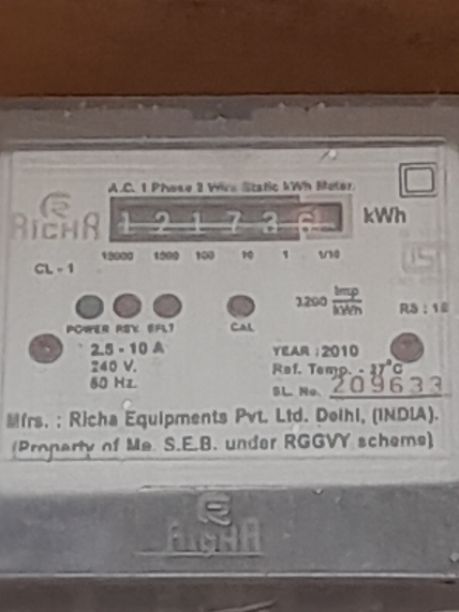 A.C. 1 Phase 2 Wire Static kWh Meter.
RICHA
121736 kWh
10000 1000 100 10 1 1/10
CL - 1
3200 Imp/kWh
POWER REV. EFLT CAL
2.5 - 10 A
240 V.
50 Hz.
YEAR : 2010
Ref. Temp. - 27°C
SL. No. 209633
Mfrs. : Richa Equipments Pvt. Ltd. Delhi, (INDIA).
(Property of Me. S.E.B. under RGGVY scheme)
RICHA